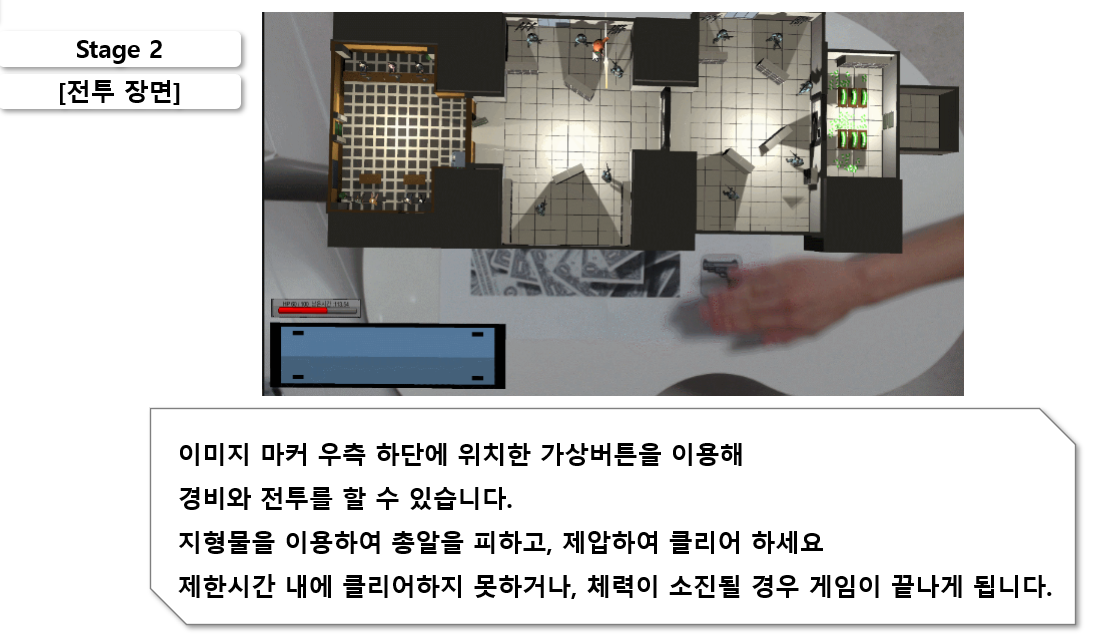 Stage 2
[전투 장면]
HP 60 / 100 남은시간 : 113.34
이미지 마커 우측 하단에 위치한 가상버튼을 이용해
경비와 전투를 할 수 있습니다.
지형물을 이용하여 총알을 피하고, 제압하여 클리어 하세요
제한시간 내에 클리어하지 못하거나, 체력이 소진될 경우 게임이 끝나게 됩니다.